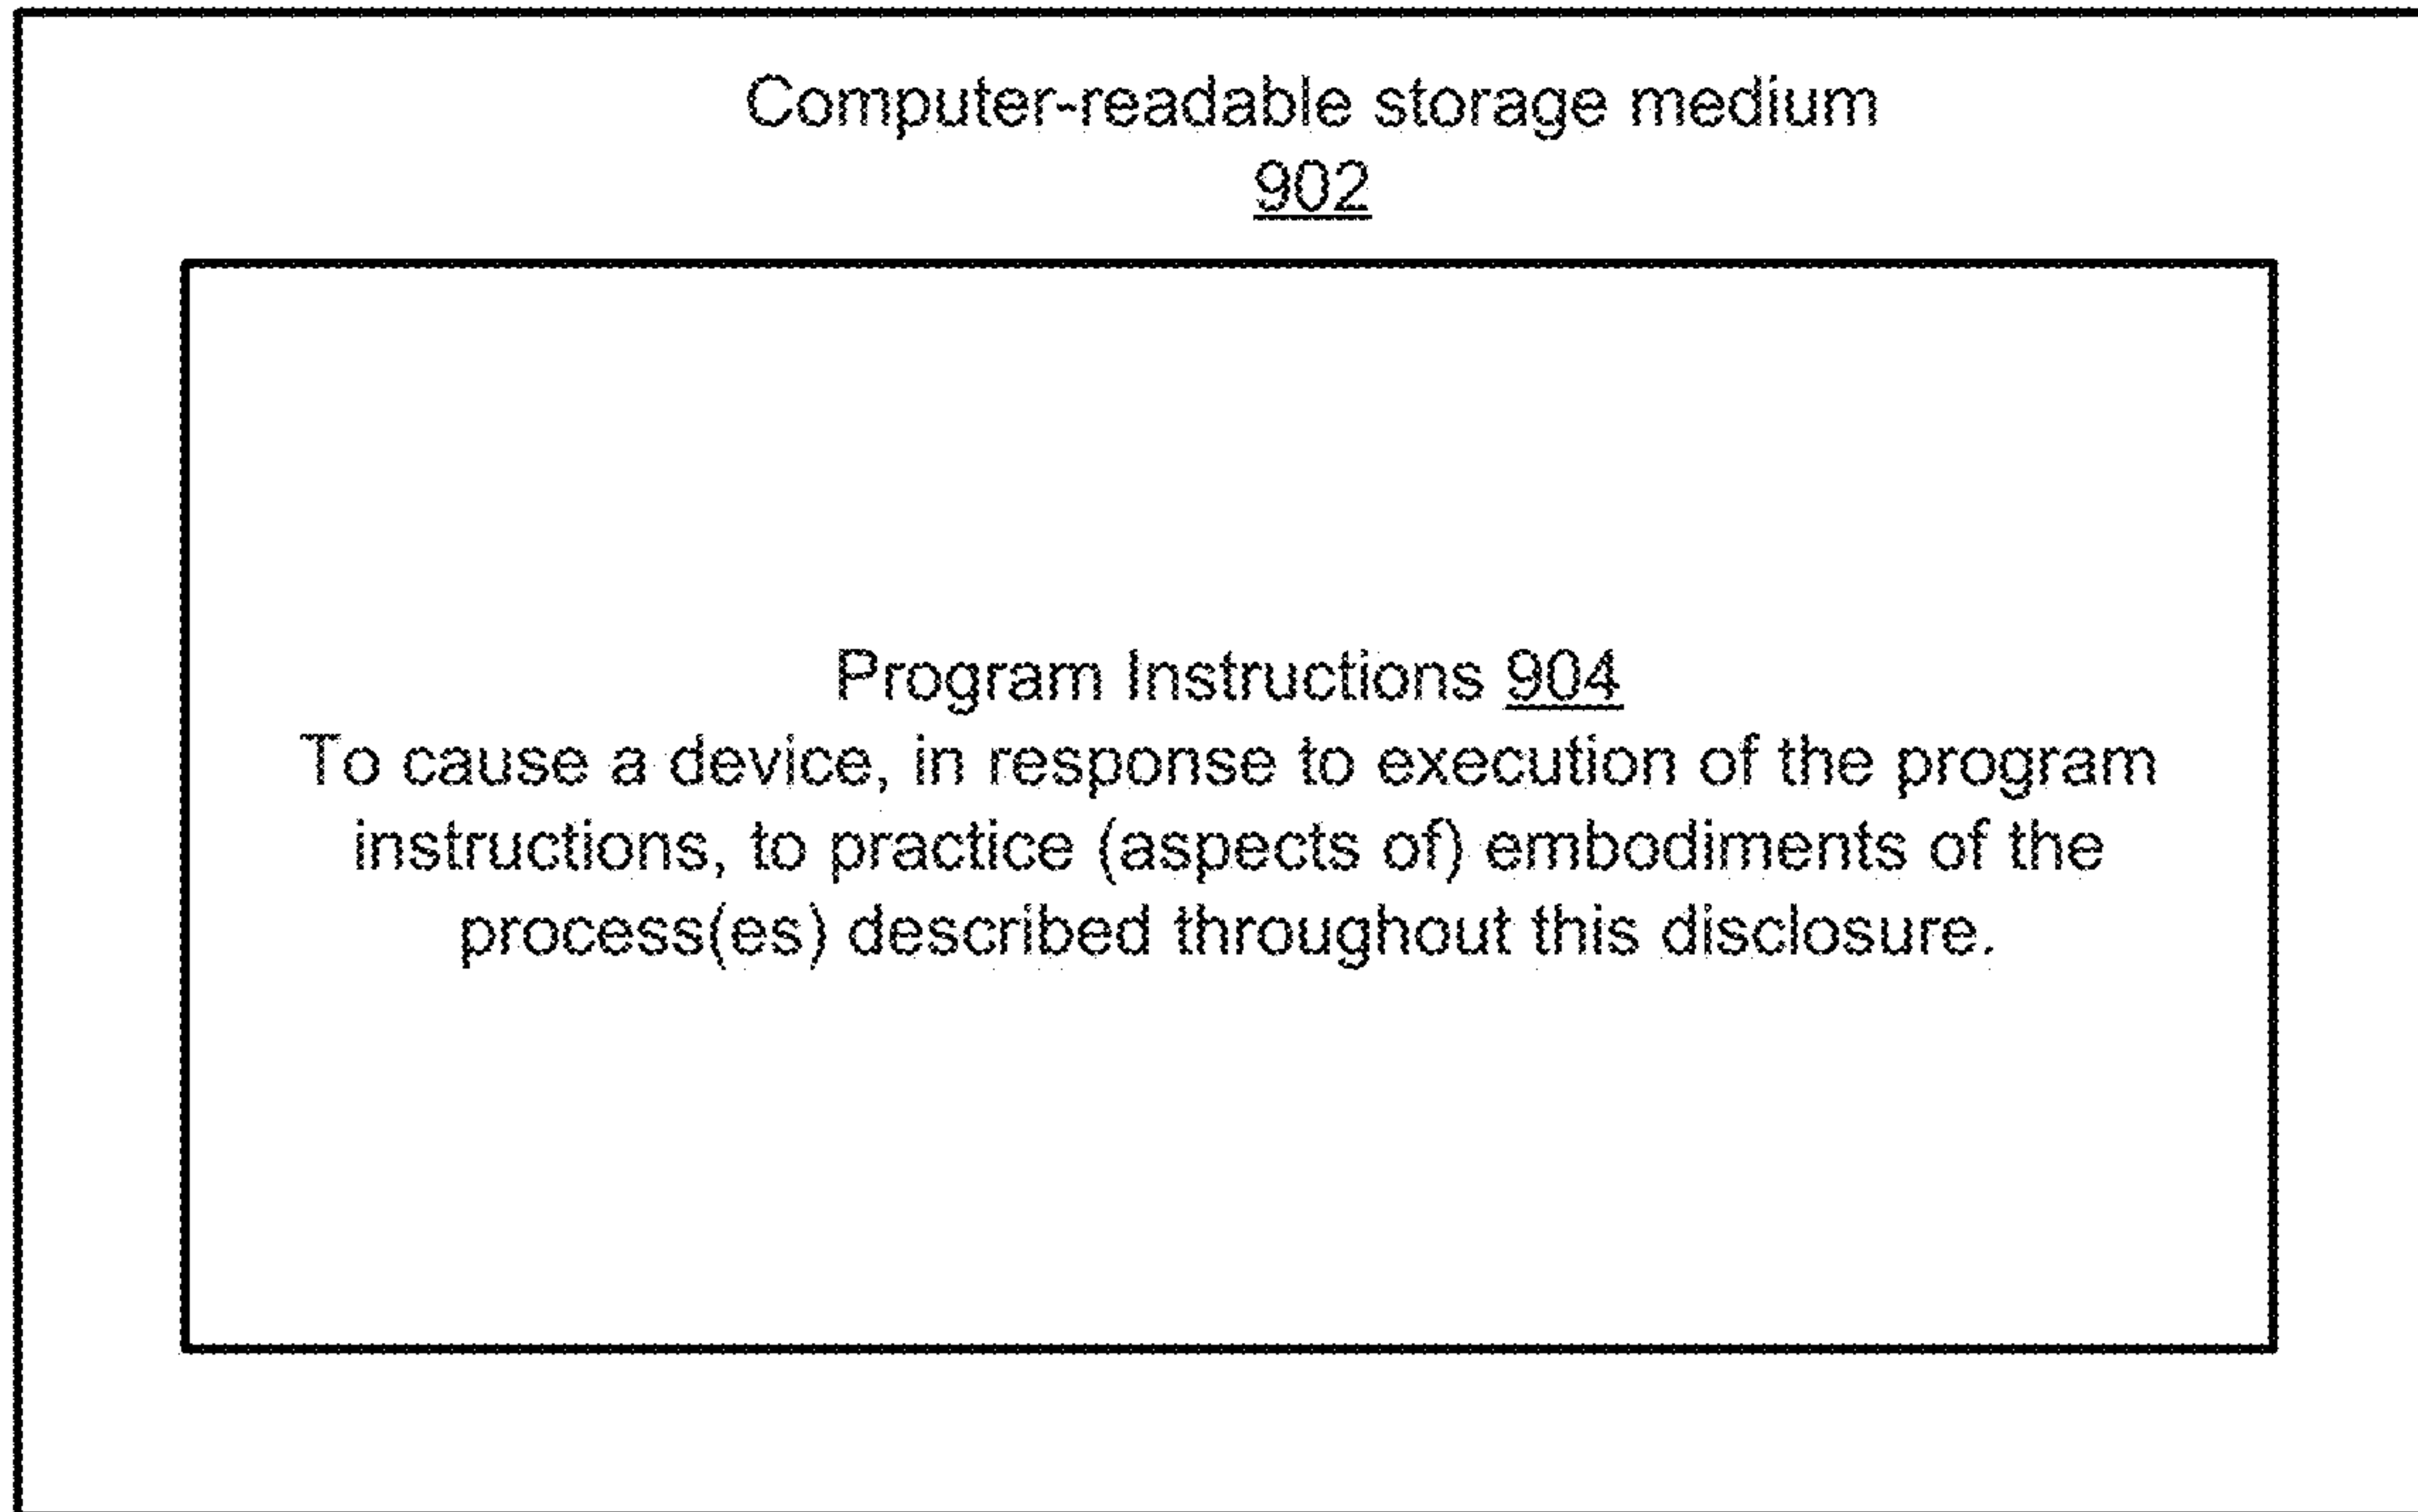 Computer-readable storage medium
902
Program Instructions 904
To cause a device, in response to execution of the program
instructions, to practice (aspects of) embodiments of the
process(es) described throughout this disclosure.